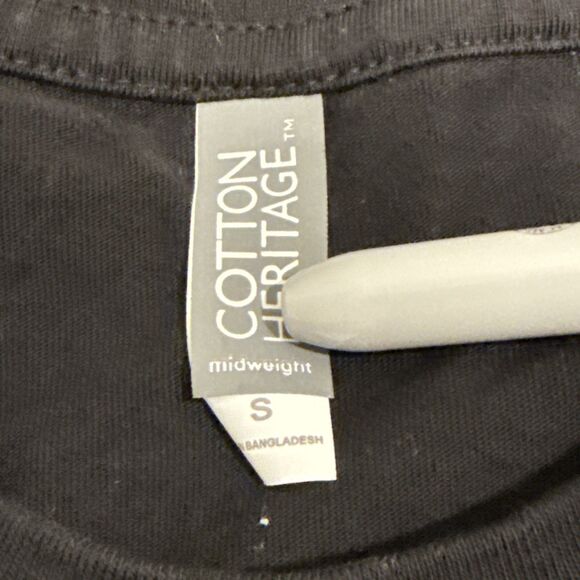 COTTON
HERITAGE™
midweight
S
BANGLADESH